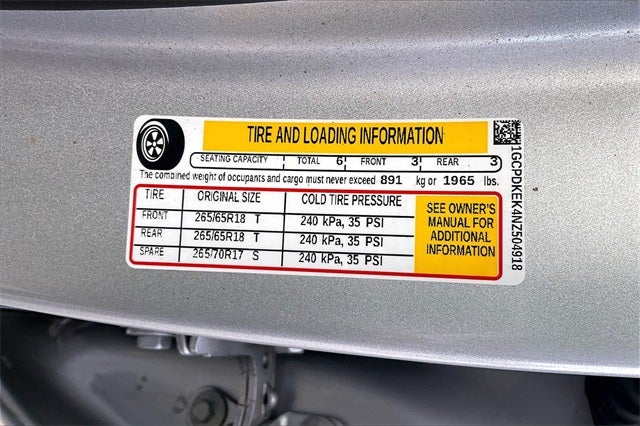 TIRE AND LOADING INFORMATION
SEATING CAPACITY TOTAL 6 FRONT 3 REAR 3
The combined weight of occupants and cargo must never exceed 891 kg or 1965 lbs.
TIRE ORIGINAL SIZE COLD TIRE PRESSURE
FRONT 265/65R18 T 240 kPa, 35 PSI
REAR 265/65R18 T 240 kPa, 35 PSI
SPARE 265/70R17 S 240 kPa, 35 PSI
SEE OWNER'S
MANUAL FOR
ADDITIONAL
INFORMATION
1GCPDKEK4NZ504918